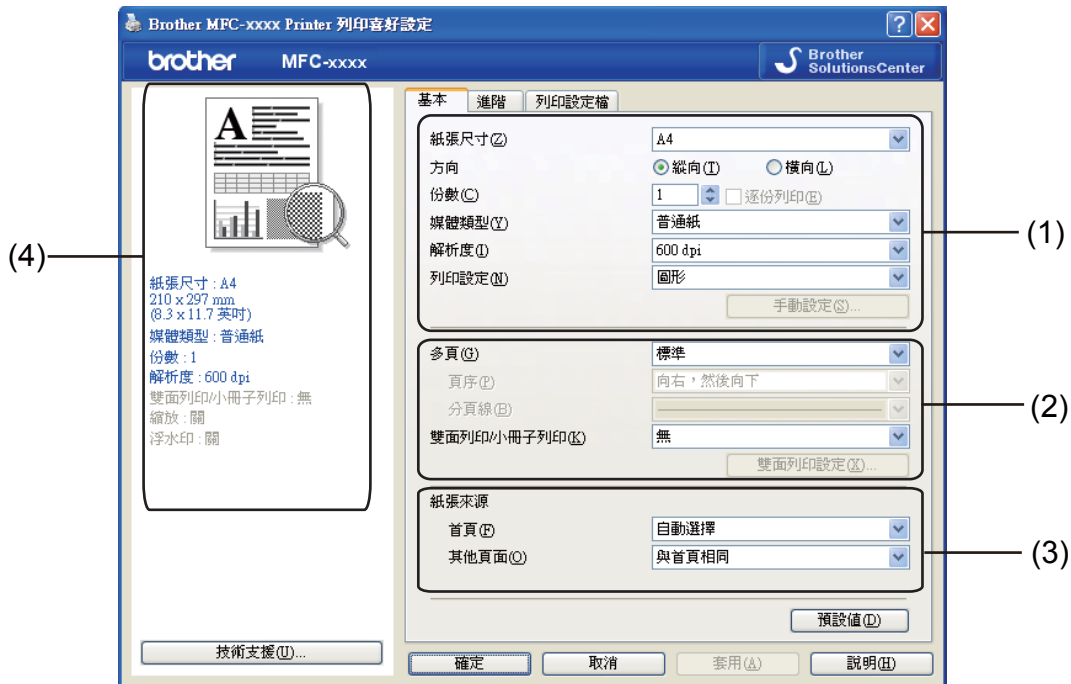 Brother MFC-xxxx Printer 列印喜好設定
brother MFC-xxxx
Brother
SolutionsCenter
(4)
A
紙張尺寸 : A4
210 x 297 mm
(8.3 x 11.7 英吋)
媒體類型 : 普通紙
份數 : 1
解析度 : 600 dpi
雙面列印/小冊子列印 : 無
縮放 : 關
浮水印 : 關
技術支援(U)...
基本 進階 列印設定檔
紙張尺寸(Z) A4
方向 縱向(T) 橫向(L)
份數(C) 1 逐份列印(E)
媒體類型(Y) 普通紙
解析度(I) 600 dpi
列印設定(N) 圖形
手動設定(S)...
(1)
多頁(G) 標準
頁序(P) 向右，然後向下
分頁線(B)
雙面列印/小冊子列印(K) 無
雙面列印設定(X)...
(2)
紙張來源
首頁(F) 自動選擇
其他頁面(O) 與首頁相同
(3)
預設值(D)
確定 取消 套用(A) 說明(H)